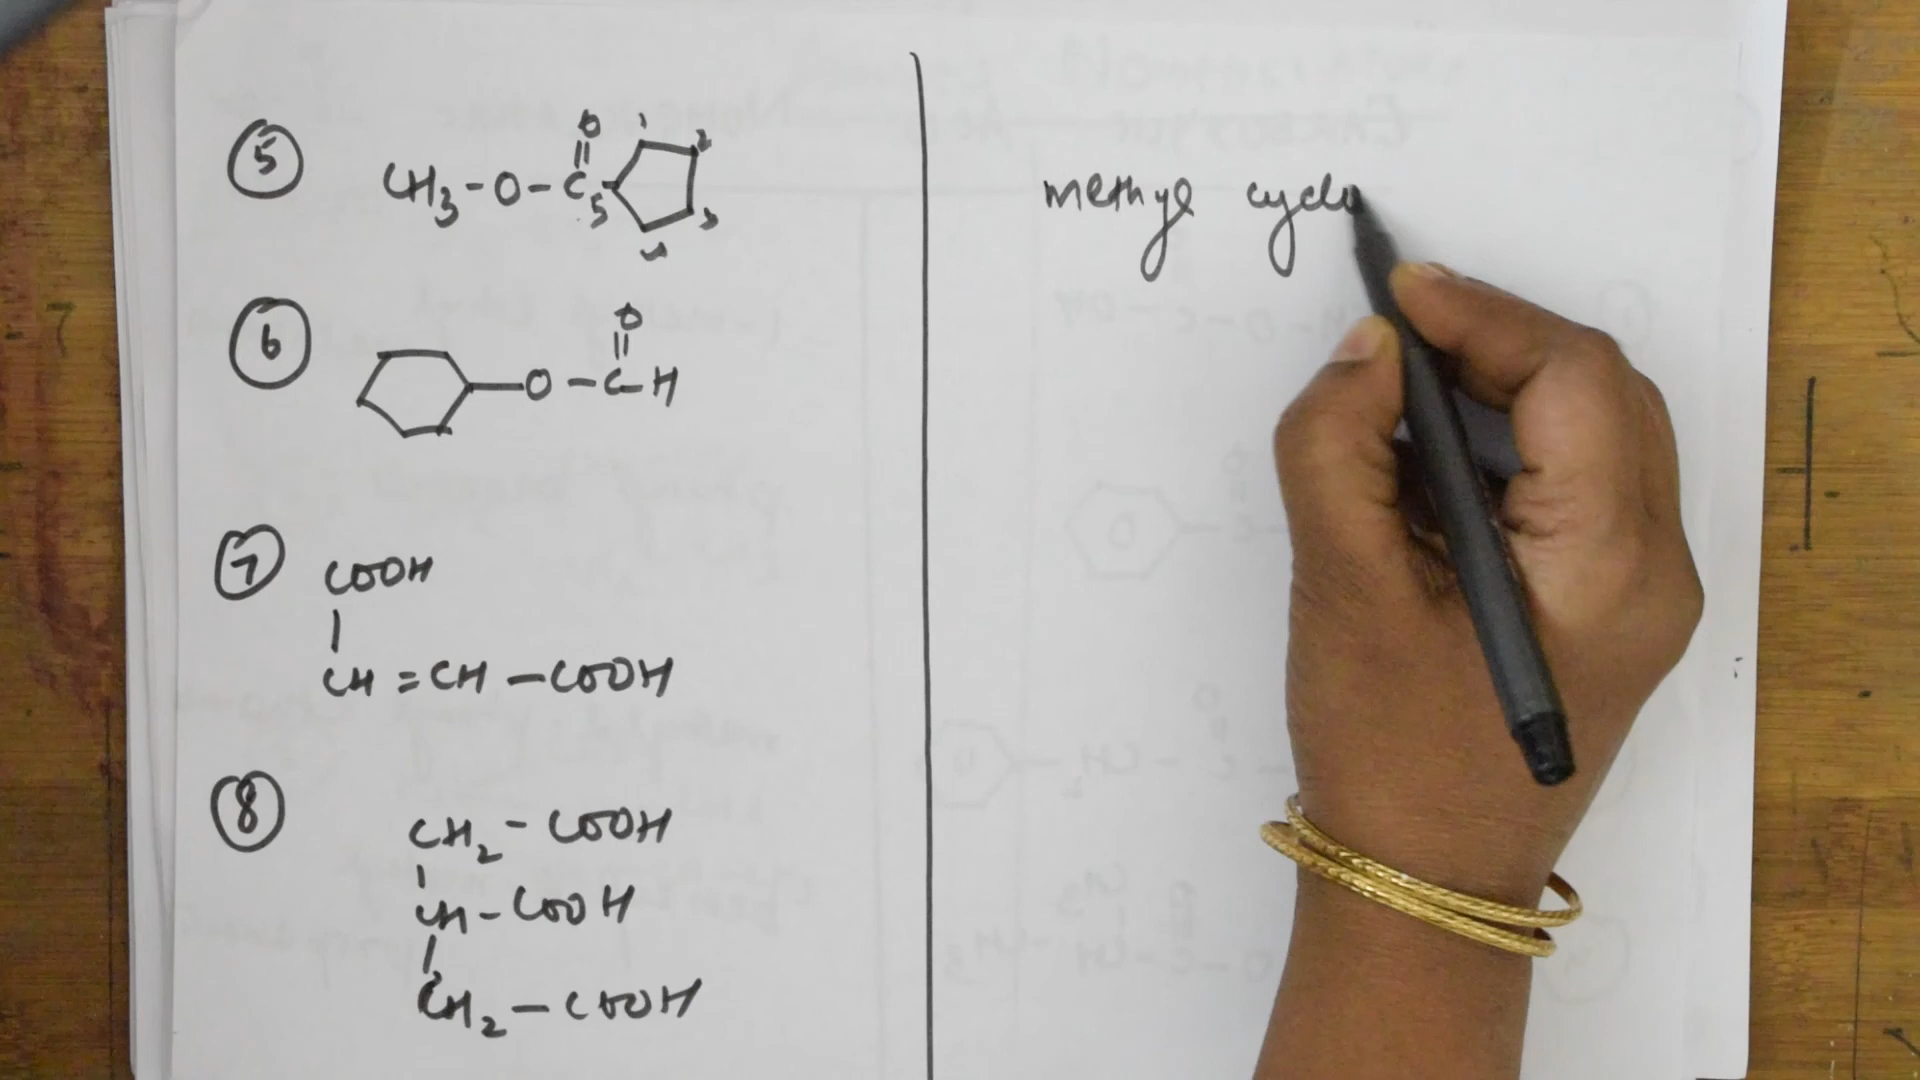 5
O
1
2
CH3-O-C
5
3
4
methyl cyclo
6
O
O-C-H
7
COOH
CH=CH-COOH
8
CH2-COOH
CH-COOH
CH2-COOH